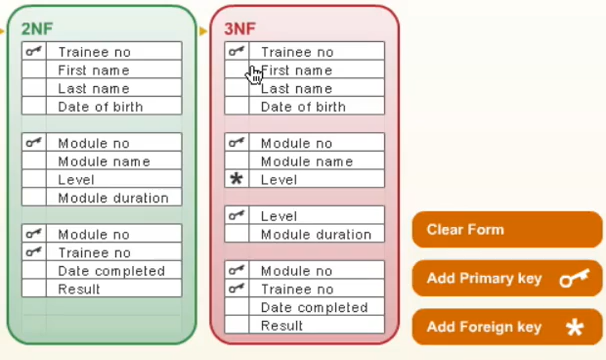 2NF
Trainee no
First name
Last name
Date of birth
Module no
Module name
Level
Module duration
Module no
Trainee no
Date completed
Result
3NF
Trainee no
First name
Last name
Date of birth
Module no
Module name
Level
Level
Module duration
Module no
Trainee no
Date completed
Result
Clear Form
Add Primary key
Add Foreign key